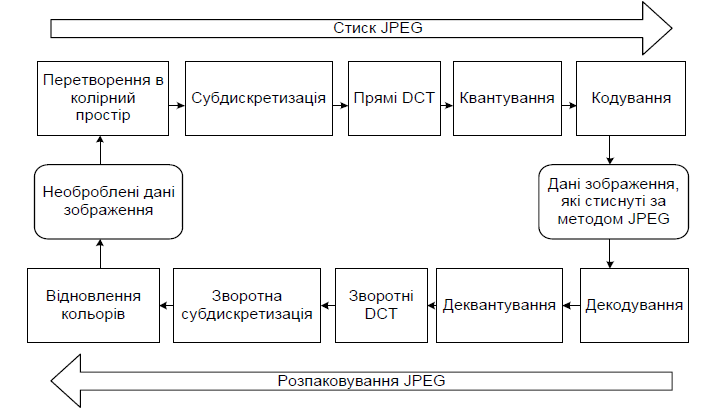 Стиск JPEG
Перетворення в
колірний
простір
Субдискретизація
Прямі DCT
Квантування
Кодування
Необроблені дані
зображення
Дані зображення,
які стиснуті за
методом JPEG
Відновлення
кольорів
Зворотна
субдискретизація
Зворотні
DCT
Деквантування
Декодування
Розпаковування JPEG